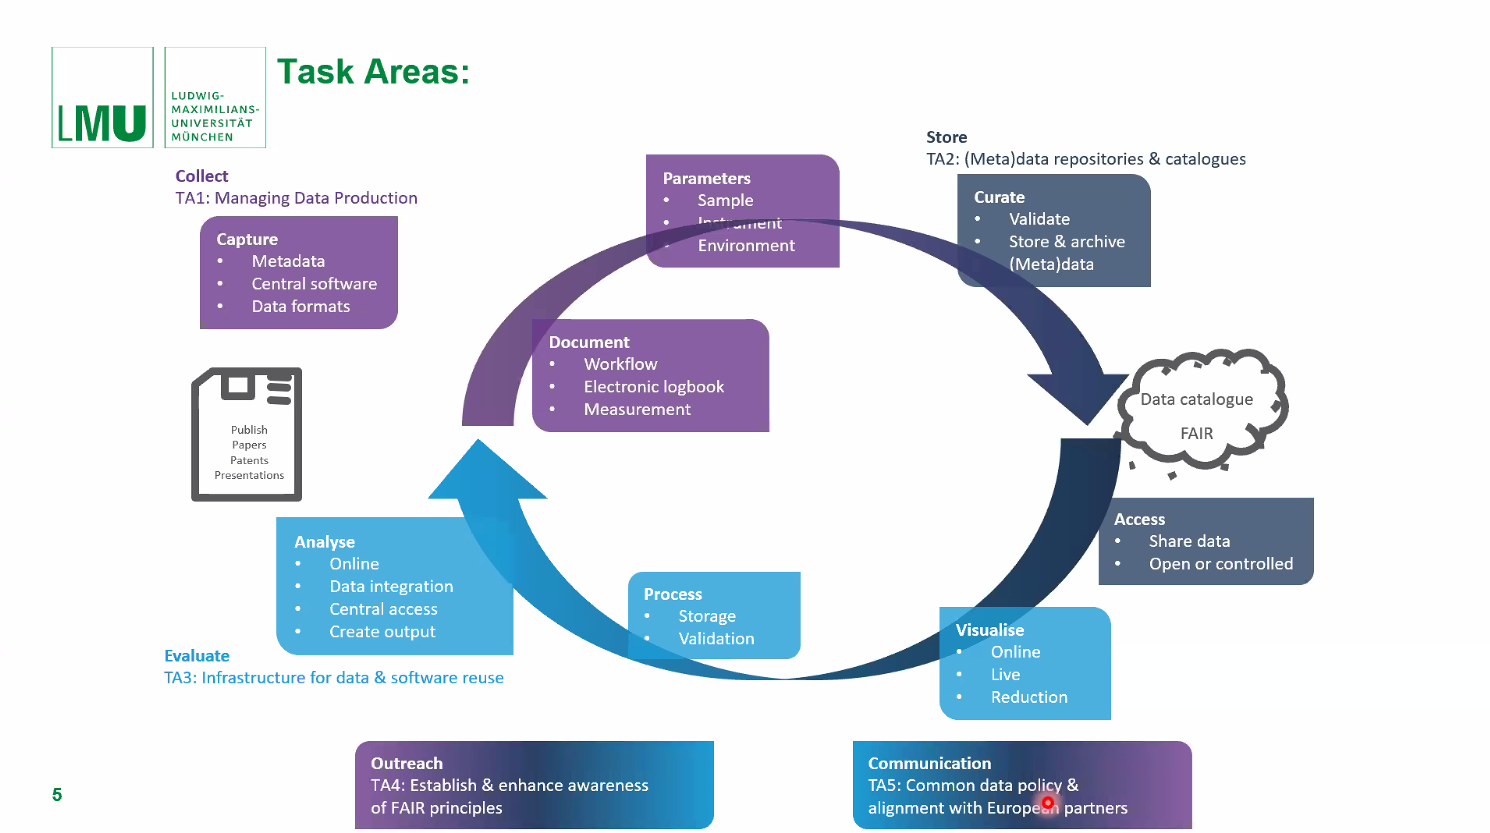 Task Areas:
LMU
LUDWIG-
MAXIMILIANS-
UNIVERSITÄT
MÜNCHEN
Collect
TA1: Managing Data Production
Capture
• Metadata
• Central software
• Data formats
Parameters
• Sample
• Instrument
• Environment
Store
TA2: (Meta)data repositories & catalogues
Curate
• Validate
• Store & archive
(Meta)data
Document
• Workflow
• Electronic logbook
• Measurement
Publish
Papers
Patents
Presentations
Data catalogue
FAIR
Access
• Share data
• Open or controlled
Analyse
• Online
• Data integration
• Central access
• Create output
Process
• Storage
• Validation
Visualise
• Online
• Live
• Reduction
Evaluate
TA3: Infrastructure for data & software reuse
Outreach
TA4: Establish & enhance awareness
of FAIR principles
Communication
TA5: Common data policy &
alignment with European partners
5